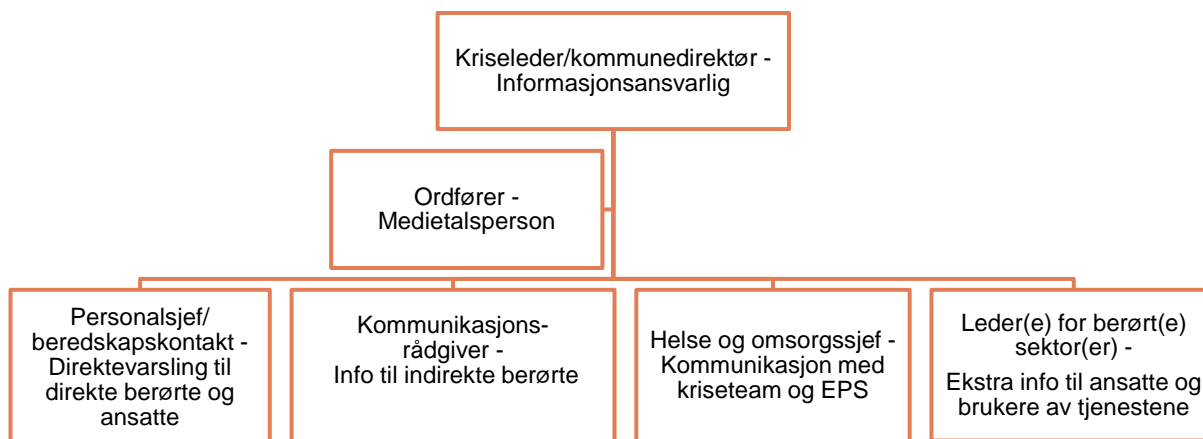 Kriseleder/kommunedirektør -
Informasjonsansvarlig
Ordfører -
Medietalsperson
Personalsjef/
beredskapskontakt -
Direktevarsling til
direkte berørte og
ansatte
Kommunikasjons-
rådgiver -
Info til indirekte berørte
Helse og omsorgssjef -
Kommunikasjon med
kriseteam og EPS
Leder(e) for berørt(e)
sektor(er) -
Ekstra info til ansatte og
brukere av tjenestene